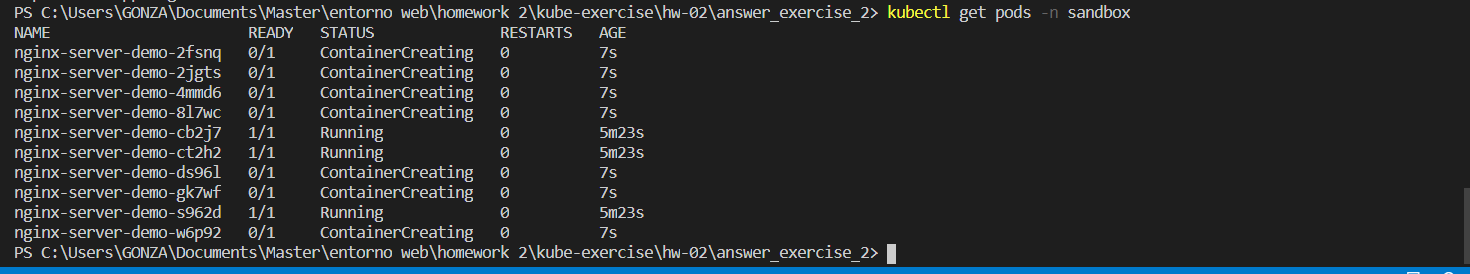 PS C:\Users\GONZA\Documents\Master\entorno web\homework 2\kube-exercise\hw-02\answer_exercise_2> kubectl get pods -n sandbox
NAME READY STATUS RESTARTS AGE
nginx-server-demo-2fsnq 0/1 ContainerCreating 0 7s
nginx-server-demo-2jgts 0/1 ContainerCreating 0 7s
nginx-server-demo-4mmd6 0/1 ContainerCreating 0 7s
nginx-server-demo-8l7wc 0/1 ContainerCreating 0 7s
nginx-server-demo-cb2j7 1/1 Running 0 5m23s
nginx-server-demo-ct2h2 1/1 Running 0 5m23s
nginx-server-demo-ds96l 0/1 ContainerCreating 0 7s
nginx-server-demo-gk7wf 0/1 ContainerCreating 0 7s
nginx-server-demo-s962d 1/1 Running 0 5m23s
nginx-server-demo-w6p92 0/1 ContainerCreating 0 7s
PS C:\Users\GONZA\Documents\Master\entorno web\homework 2\kube-exercise\hw-02\answer_exercise_2>